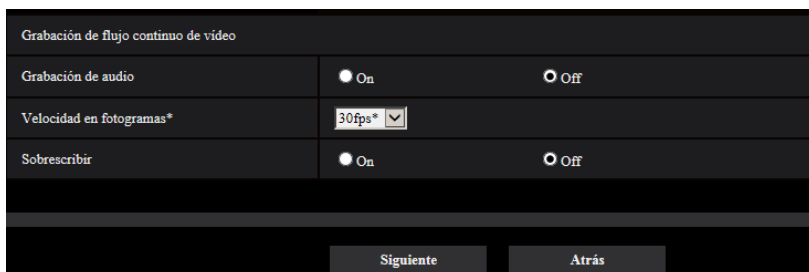 Grabación de flujo continuo de vídeo
Grabación de audio On Off
Velocidad en fotogramas* 30fps*
Sobrescribir On Off
Siguiente Atrás